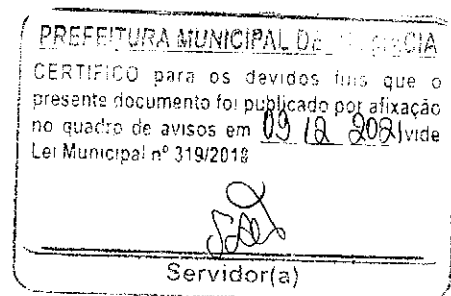 PREFEITURA MUNICIPAL DE
CERTIFICO para os devidos fins que o
presente documento foi publicado por afixação
no quadro de avisos em 09 12 2021 vide
Lei Municipal nº 319/2018
Servidor(a)